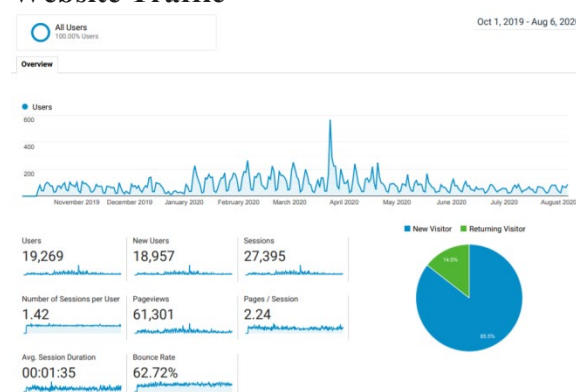 Website Traffic
All Users
100.00% Users
Oct 1, 2019 - Aug 6, 2020
Overview
Users
600
400
200
November 2019 December 2019 January 2020 February 2020 March 2020 April 2020 May 2020 June 2020 July 2020 August 2020
New Visitor Returning Visitor
Users New Users Sessions
19,269 18,957 27,395
14.5%
Number of Sessions per User Pageviews Pages / Session
1.42 61,301 2.24
85.5%
Avg. Session Duration Bounce Rate
00:01:35 62.72%